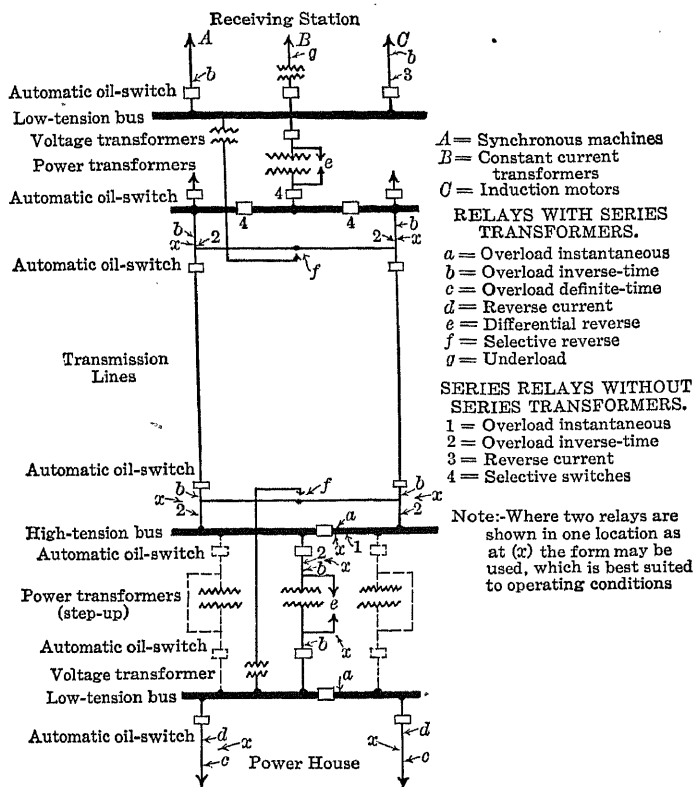 Receiving Station
A
B
C
g
b
b
3
Automatic oil-switch
Low-tension bus
Voltage transformers
Power transformers
e
Automatic oil-switch
4
4
4
b
x
2
b
2
x
Automatic oil-switch
f
Transmission
Lines
Automatic oil-switch
b
x
2
f
b
x
2
High-tension bus
a
x
1
Automatic oil-switch
2
x
b
Power transformers
(step-up)
e
Automatic oil-switch
b
x
Voltage transformer
a
Low-tension bus
Automatic oil-switch
d
x
c
d
x
c
Power House
A = Synchronous machines
B = Constant current
transformers
C = Induction motors
RELAYS WITH SERIES
TRANSFORMERS.
a = Overload instantaneous
b = Overload inverse-time
c = Overload definite-time
d = Reverse current
e = Differential reverse
f = Selective reverse
g = Underload
SERIES RELAYS WITHOUT
SERIES TRANSFORMERS.
1 = Overload instantaneous
2 = Overload inverse-time
3 = Reverse current
4 = Selective switches
Note:-Where two relays are
shown in one location as
at (x) the form may be
used, which is best suited
to operating conditions